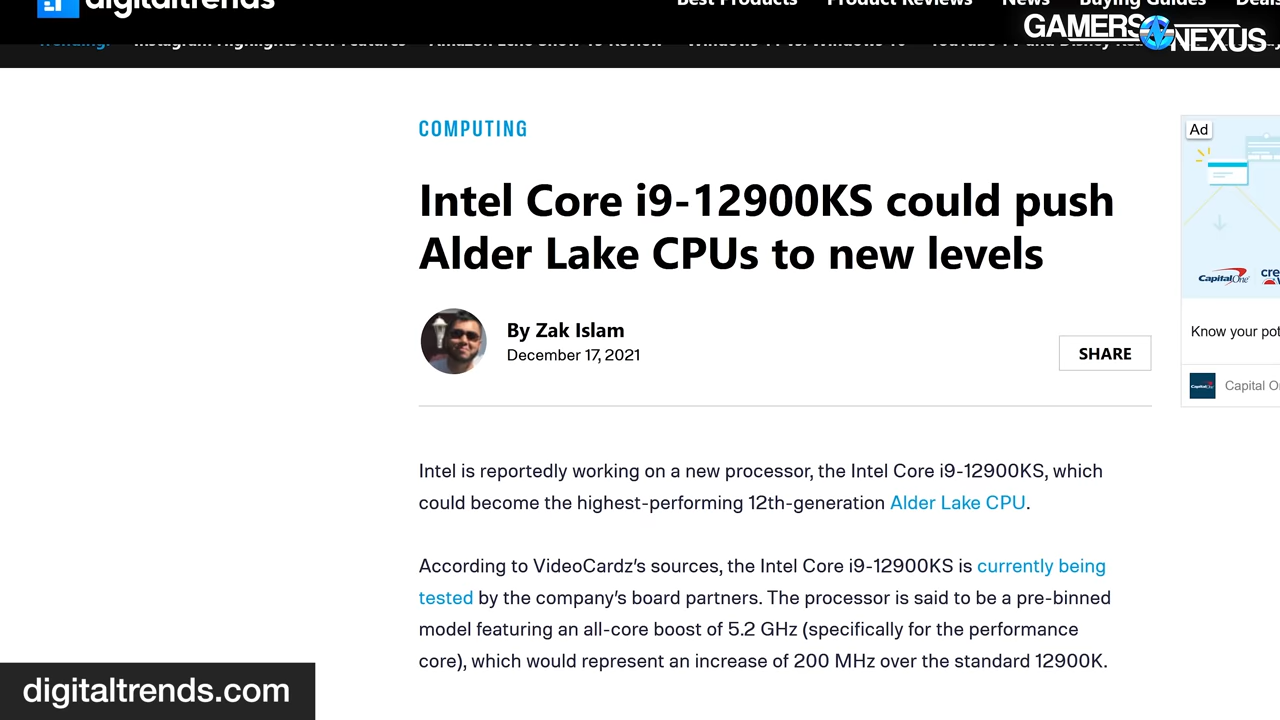 digitaltrends
Best Products Product Reviews News Buying Guides
GAMERS NEXUS
COMPUTING
Ad
Intel Core i9-12900KS could push
Alder Lake CPUs to new levels
By Zak Islam
December 17, 2021
SHARE
CapitalOne
Know your pot
Capital O
Intel is reportedly working on a new processor, the Intel Core i9-12900KS, which
could become the highest-performing 12th-generation Alder Lake CPU.
According to VideoCardz's sources, the Intel Core i9-12900KS is currently being
tested by the company's board partners. The processor is said to be a pre-binned
model featuring an all-core boost of 5.2 GHz (specifically for the performance
core), which would represent an increase of 200 MHz over the standard 12900K.
digitaltrends.com